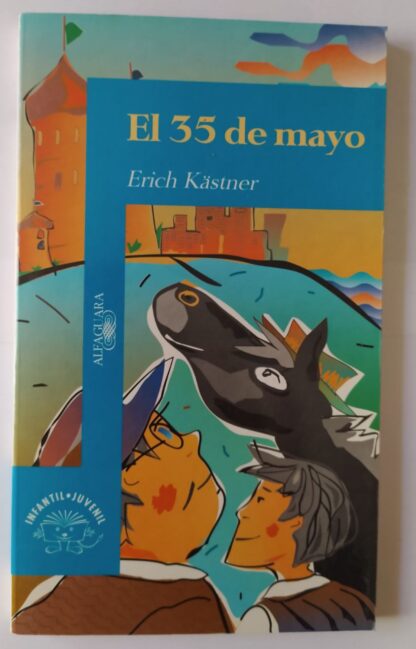 El 35 de mayo
Erich Kästner
ALFAGUARA
INFANTIL•JUVENIL